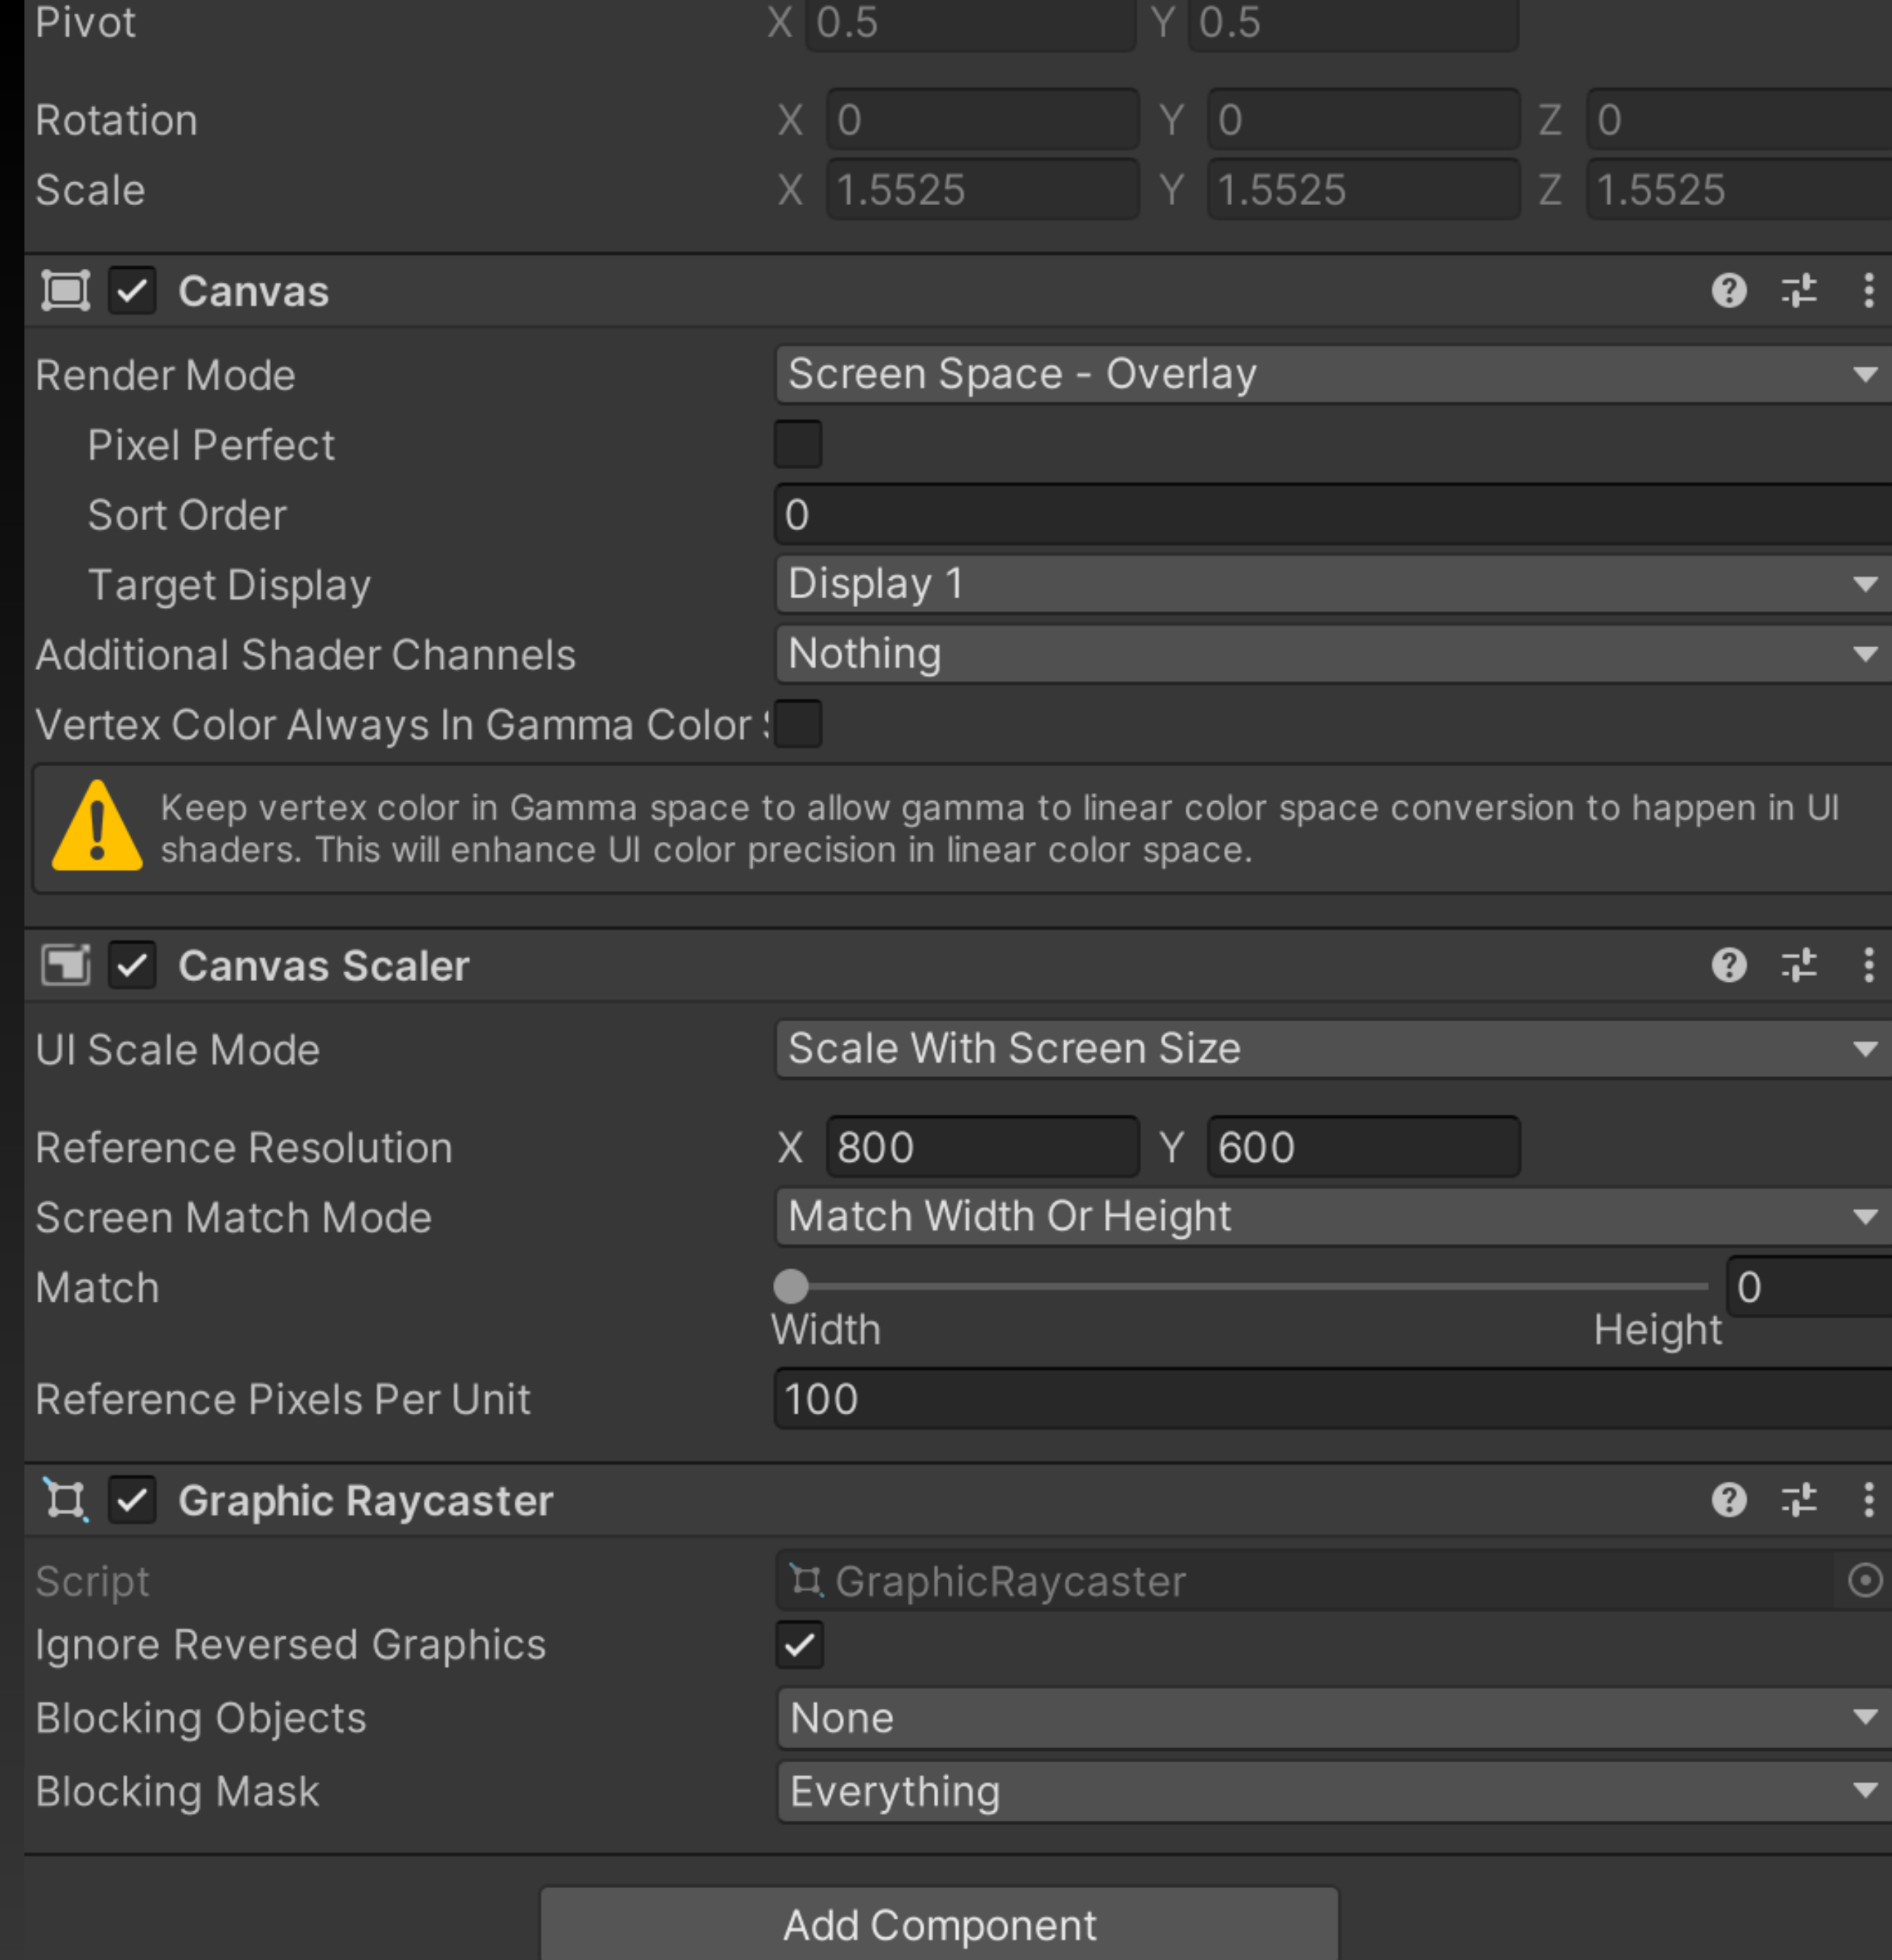 Pivot X 0.5 Y 0.5
Rotation X 0 Y 0 Z 0
Scale X 1.5525 Y 1.5525 Z 1.5525
Canvas
Render Mode Screen Space - Overlay
Pixel Perfect
Sort Order 0
Target Display Display 1
Additional Shader Channels Nothing
Vertex Color Always In Gamma Color
Keep vertex color in Gamma space to allow gamma to linear color space conversion to happen in UI
shaders. This will enhance UI color precision in linear color space.
Canvas Scaler
UI Scale Mode Scale With Screen Size
Reference Resolution X 800 Y 600
Screen Match Mode Match Width Or Height
Match 0
Width Height
Reference Pixels Per Unit 100
Graphic Raycaster
Script GraphicRaycaster
Ignore Reversed Graphics
Blocking Objects None
Blocking Mask Everything
Add Component